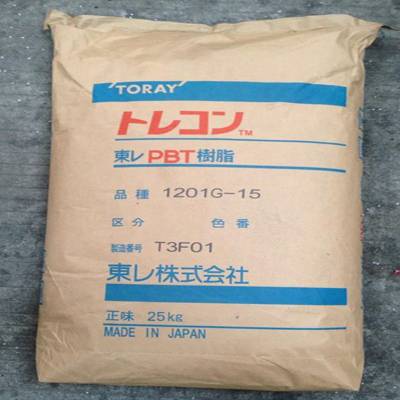 TORAY
トレコン™
東レPBT樹脂
品種 1201G-15
区分 色番
製造番号 T3F01
東レ株式会社
正味 25kg
MADE IN JAPAN